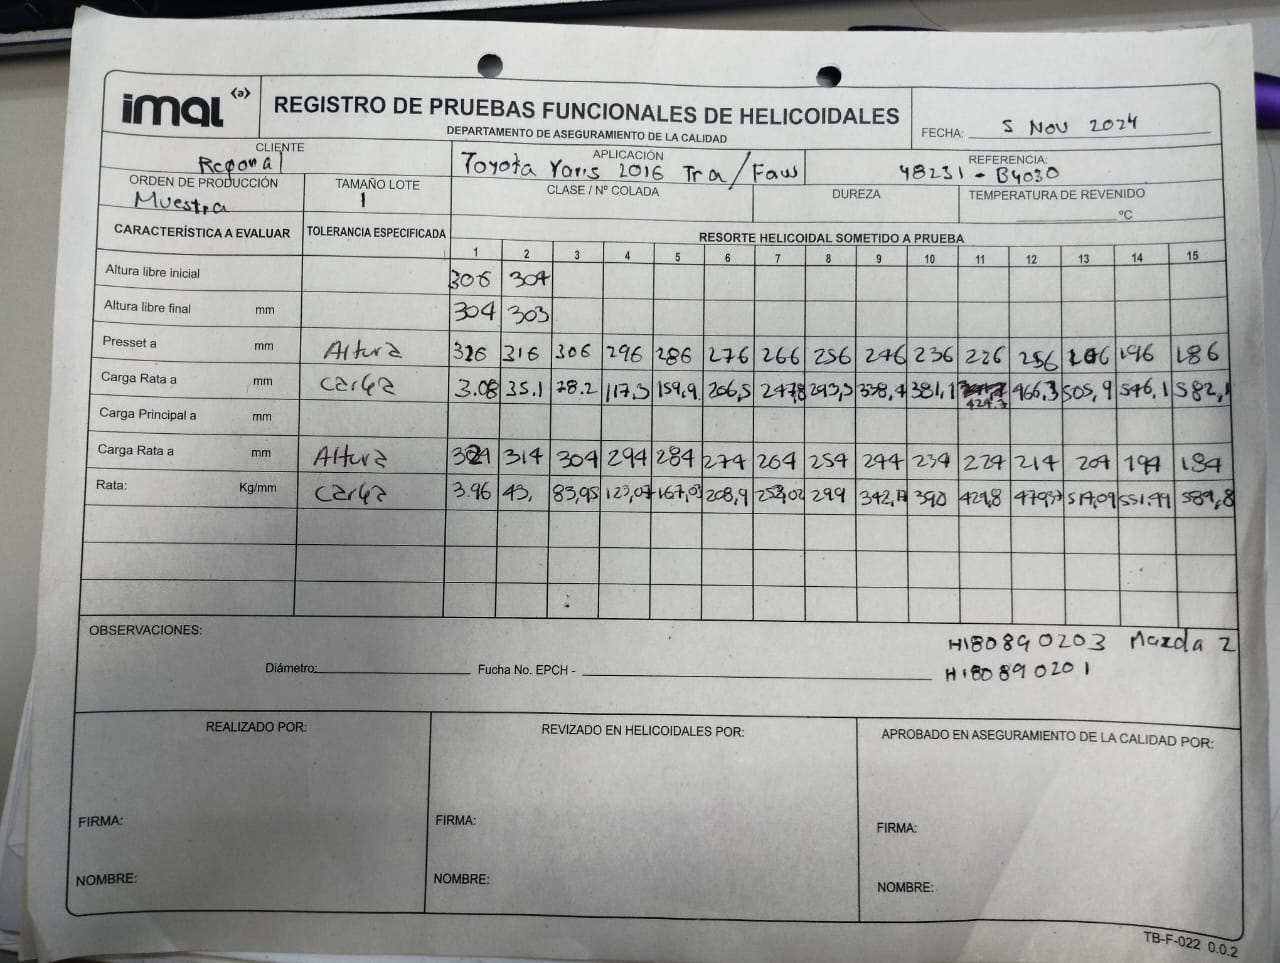 imal (a)
REGISTRO DE PRUEBAS FUNCIONALES DE HELICOIDALES
DEPARTAMENTO DE ASEGURAMIENTO DE LA CALIDAD
FECHA: 5 Nov 2024
CLIENTE
Regonal
APLICACIÓN
Toyota Yaris 2016 Tra/Faw
REFERENCIA:
48231-B4030
ORDEN DE PRODUCCIÓN
Muestra
TAMAÑO LOTE
1
CLASE / Nº COLADA
DUREZA
TEMPERATURA DE REVENIDO
ºC
CARACTERÍSTICA A EVALUAR TOLERANCIA ESPECIFICADA RESORTE HELICOIDAL SOMETIDO A PRUEBA
1 2 3 4 5 6 7 8 9 10 11 12 13 14 15
Altura libre inicial 306 304
Altura libre final mm 304 303
Presset a mm Altura 326 316 306 296 286 276 266 256 246 236 226 256 196 186
Carga Rata a mm Carga 3.08 35.1 78.2 117,3 159,9 206,5 247,8 293,3 338,4 381,1 424.7 466,3 505,9 546,1 582,1
Carga Principal a mm
Carga Rata a mm Altura 324 314 304 294 284 274 264 254 244 234 224 214 204 194 184
Rata: Kg/mm Carga 3.96 43, 83,95 123,07 167,03 208,9 253,02 299 342,17 390 429,8 479,37 517,09 551.44 589,8
OBSERVACIONES:
H180890203 Mazda 2
Diámetro: Fucha No. EPCH -
H180890201
REALIZADO POR: REVIZADO EN HELICOIDALES POR: APROBADO EN ASEGURAMIENTO DE LA CALIDAD POR:
FIRMA: FIRMA: FIRMA:
NOMBRE: NOMBRE: NOMBRE:
TB-F-022 0.0.2